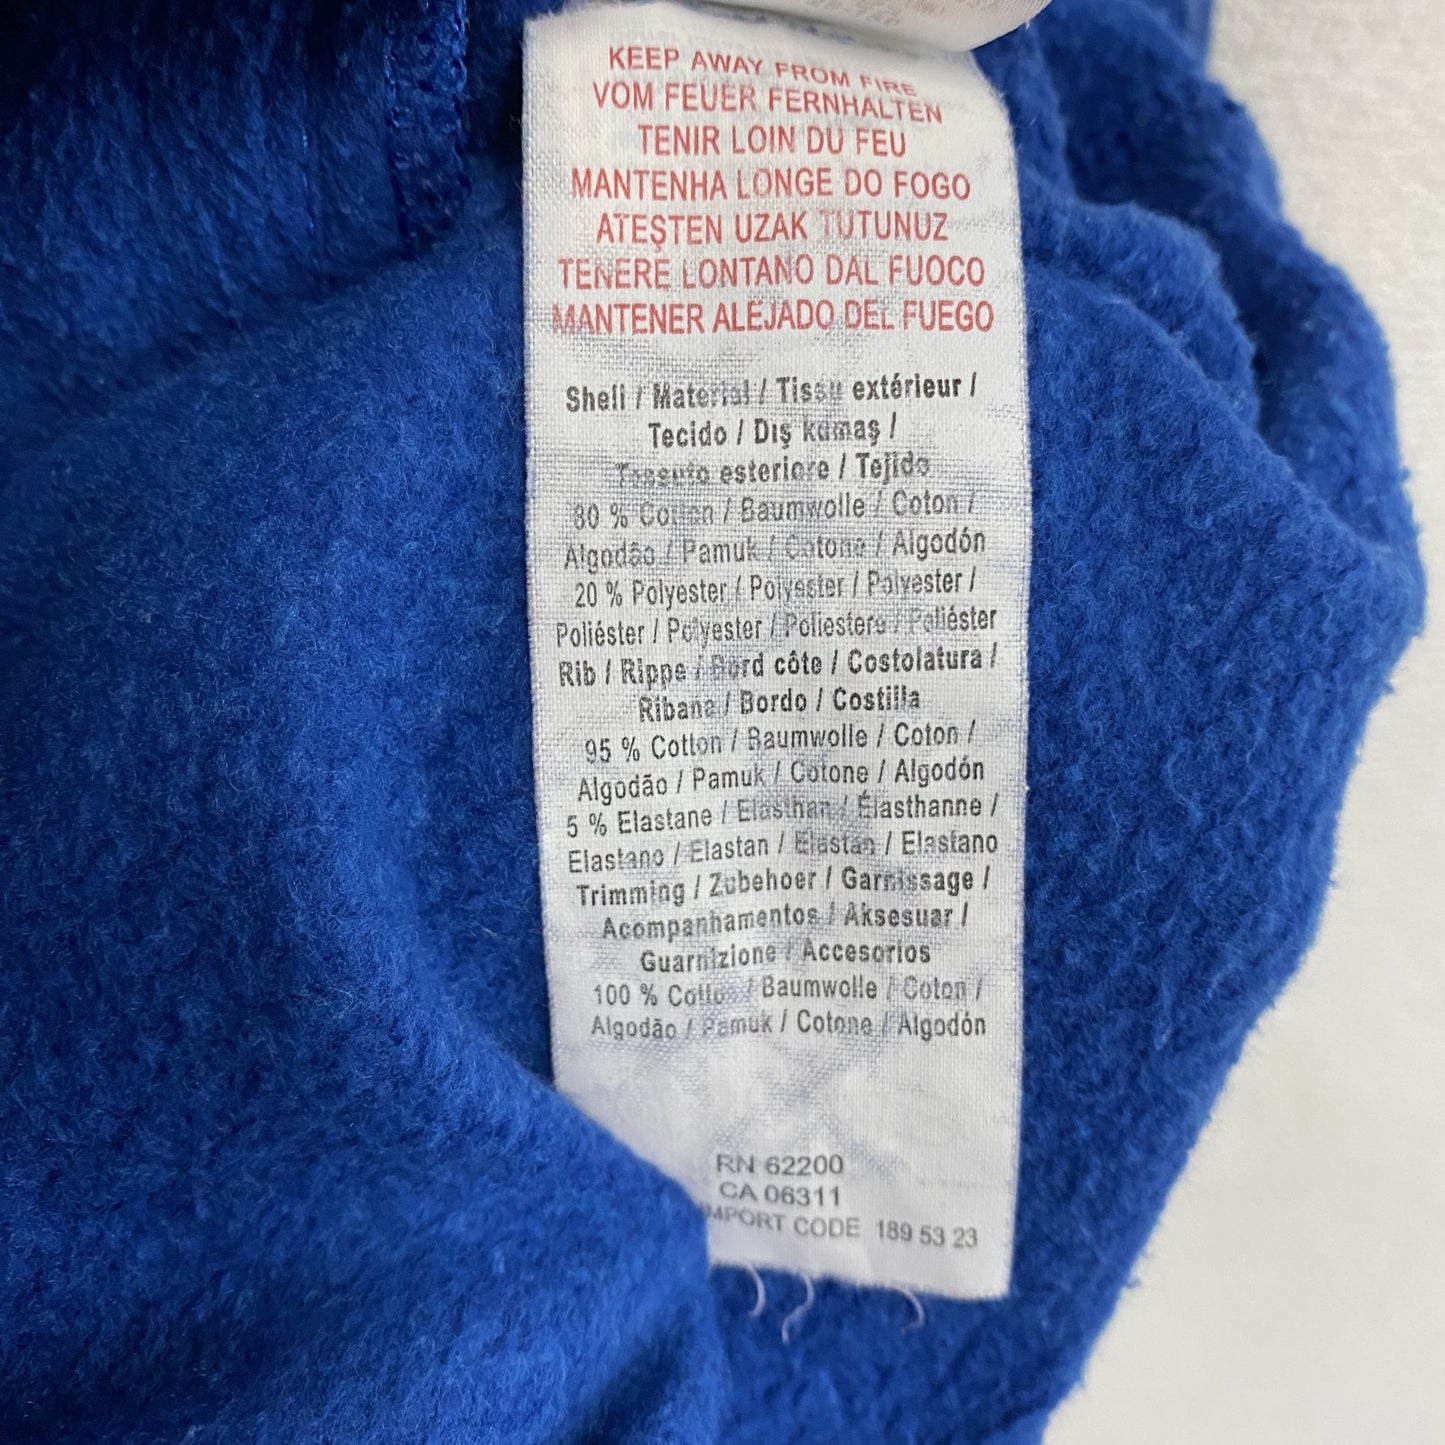 KEEP AWAY FROM FIRE
VOM FEUER FERNHALTEN
TENIR LOIN DU FEU
MANTENHA LONGE DO FOGO
ATEŞTEN UZAK TUTUNUZ
TENERE LONTANO DAL FUOCO
MANTENER ALEJADO DEL FUEGO
Shell / Material / Tissu extérieur /
Tecido / Dış kumaş /
Tessuto esteriore / Tejido
80 % Cotton / Baumwolle / Coton /
Algodão / Pamuk / Cotone / Algodón
20 % Polyester / Polyester / Polyester /
Poliéster / Polyester / Poliestere / Poliéster
Rib / Rippe / Bord côte / Costolatura /
Ribana / Bordo / Costilla
95 % Cotton / Baumwolle / Coton /
Algodão / Pamuk / Cotone / Algodón
5 % Elastane / Elasthan / Élasthanne /
Elastano / Elastan / Elastan / Elastano
Trimming / Zubehoer / Garnissage /
Acompanhamentos / Aksesuar /
Guarnizione / Accesorios
100 % Cotton / Baumwolle / Coton /
Algodão / Pamuk / Cotone / Algodón
RN 62200
CA 06311
IMPORT CODE 189 53 23